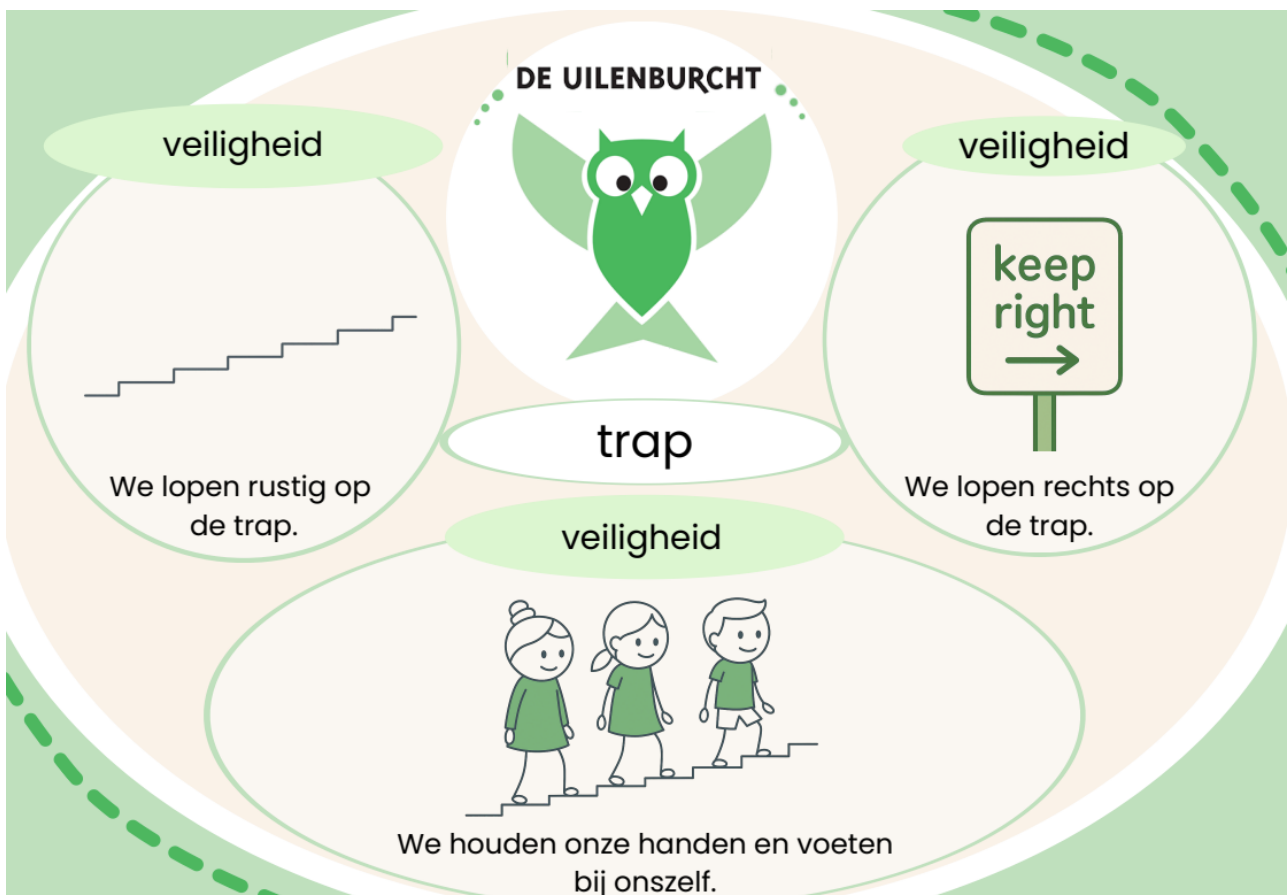 DE UILENBURCHT
veiligheid
We lopen rustig op
de trap.
veiligheid
keep
right
We lopen rechts op
de trap.
trap
veiligheid
We houden onze handen en voeten
bij onszelf.